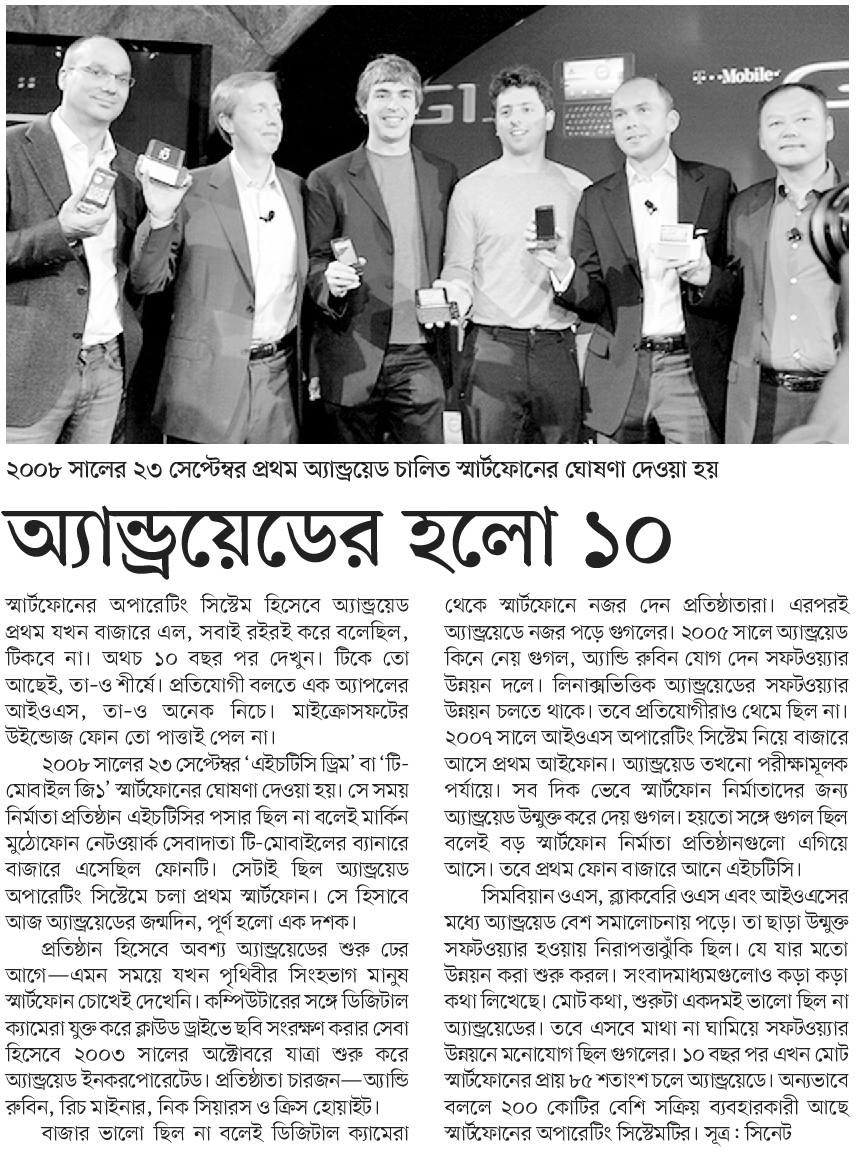 G1
T··Mobile·
২০০৮ সালের ২৩ সেপ্টেম্বর প্রথম অ্যান্ড্রয়েড চালিত স্মার্টফোনের ঘোষণা দেওয়া হয়
অ্যান্ড্রয়েডের হলো ১০
স্মার্টফোনের অপারেটিং সিস্টেম হিসেবে অ্যান্ড্রয়েড
প্রথম যখন বাজারে এল, সবাই রইরই করে বলেছিল,
টিকবে না। অথচ ১০ বছর পর দেখুন। টিকে তো
আছেই, তা-ও শীর্ষে। প্রতিযোগী বলতে এক অ্যাপলের
আইওএস, তা-ও অনেক নিচে। মাইক্রোসফটের
উইন্ডোজ ফোন তো পাত্তাই পেল না।
২০০৮ সালের ২৩ সেপ্টেম্বর ‘এইচটিসি ড্রিম’ বা ‘টি-
মোবাইল জি১’ স্মার্টফোনের ঘোষণা দেওয়া হয়। সে সময়
নির্মাতা প্রতিষ্ঠান এইচটিসির পসার ছিল না বলেই মার্কিন
মুঠোফোন নেটওয়ার্ক সেবাদাতা টি-মোবাইলের ব্যানারে
বাজারে এসেছিল ফোনটি। সেটাই ছিল অ্যান্ড্রয়েড
অপারেটিং সিস্টেমে চলা প্রথম স্মার্টফোন। সে হিসাবে
আজ অ্যান্ড্রয়েডের জন্মদিন, পূর্ণ হলো এক দশক।
প্রতিষ্ঠান হিসেবে অবশ্য অ্যান্ড্রয়েডের শুরু ঢের
আগে—এমন সময়ে যখন পৃথিবীর সিংহভাগ মানুষ
স্মার্টফোন চোখেই দেখেনি। কম্পিউটারের সঙ্গে ডিজিটাল
ক্যামেরা যুক্ত করে ক্লাউড ড্রাইভে ছবি সংরক্ষণ করার সেবা
হিসেবে ২০০৩ সালের অক্টোবরে যাত্রা শুরু করে
অ্যান্ড্রয়েড ইনকরপোরেটেড। প্রতিষ্ঠাতা চারজন—অ্যান্ডি
রুবিন, রিচ মাইনার, নিক সিয়ারস ও ক্রিস হোয়াইট।
বাজার ভালো ছিল না বলেই ডিজিটাল ক্যামেরা
থেকে স্মার্টফোনে নজর দেন প্রতিষ্ঠাতারা। এরপরই
অ্যান্ড্রয়েডে নজর পড়ে গুগলের। ২০০৫ সালে অ্যান্ড্রয়েড
কিনে নেয় গুগল, অ্যান্ডি রুবিন যোগ দেন সফটওয়্যার
উন্নয়ন দলে। লিনাক্সভিত্তিক অ্যান্ড্রয়েডের সফটওয়্যার
উন্নয়ন চলতে থাকে। তবে প্রতিযোগীরাও থেমে ছিল না।
২০০৭ সালে আইওএস অপারেটিং সিস্টেম নিয়ে বাজারে
আসে প্রথম আইফোন। অ্যান্ড্রয়েড তখনো পরীক্ষামূলক
পর্যায়ে। সব দিক ভেবে স্মার্টফোন নির্মাতাদের জন্য
অ্যান্ড্রয়েড উন্মুক্ত করে দেয় গুগল। হয়তো সঙ্গে গুগল ছিল
বলেই বড় স্মার্টফোন নির্মাতা প্রতিষ্ঠানগুলো এগিয়ে
আসে। তবে প্রথম ফোন বাজারে আনে এইচটিসি।
সিমবিয়ান ওএস, ব্ল্যাকবেরি ওএস এবং আইওএসের
মধ্যে অ্যান্ড্রয়েড বেশ সমালোচনায় পড়ে। তা ছাড়া উন্মুক্ত
সফটওয়্যার হওয়ায় নিরাপত্তাঝুঁকি ছিল। যে যার মতো
উন্নয়ন করা শুরু করল। সংবাদমাধ্যমগুলোও কড়া কড়া
কথা লিখেছে। মোট কথা, শুরুটা একদমই ভালো ছিল না
অ্যান্ড্রয়েডের। তবে এসবে মাথা না ঘামিয়ে সফটওয়্যার
উন্নয়নে মনোযোগ ছিল গুগলের। ১০ বছর পর এখন মোট
স্মার্টফোনের প্রায় ৮৫ শতাংশ চলে অ্যান্ড্রয়েডে। অন্যভাবে
বললে ২০০ কোটির বেশি সক্রিয় ব্যবহারকারী আছে
স্মার্টফোনের অপারেটিং সিস্টেমটির। সূত্র : সিনেট